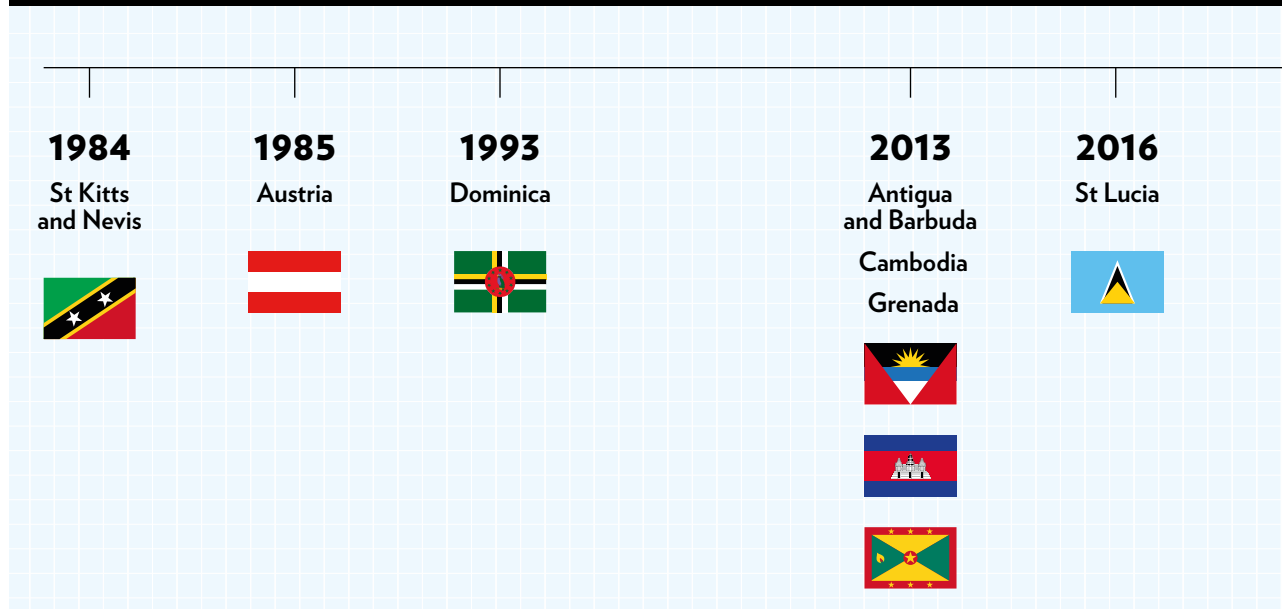 1984
St Kitts
and Nevis
1985
Austria
1993
Dominica
2013
Antigua
and Barbuda
Cambodia
Grenada
2016
St Lucia